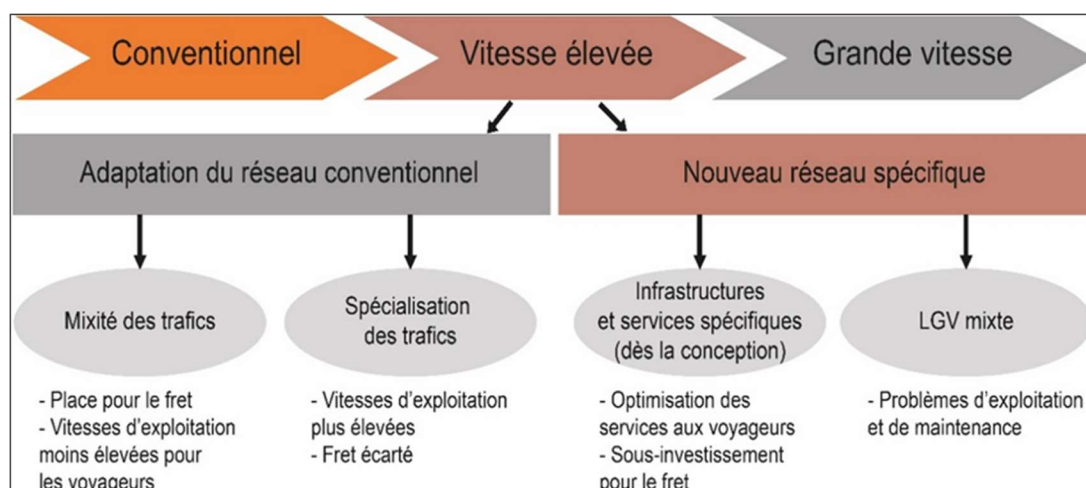 Conventionnel
Vitesse élevée
Grande vitesse
Adaptation du réseau conventionnel
Nouveau réseau spécifique
Mixité des trafics
Spécialisation
des trafics
Infrastructures
et services spécifiques
(dès la conception)
LGV mixte
- Place pour le fret
- Vitesses d'exploitation
moins élevées pour
les voyageurs
- Vitesses d'exploitation
plus élevées
- Fret écarté
- Optimisation des
services aux voyageurs
- Sous-investissement
pour le fret
- Problèmes d'exploitation
et de maintenance